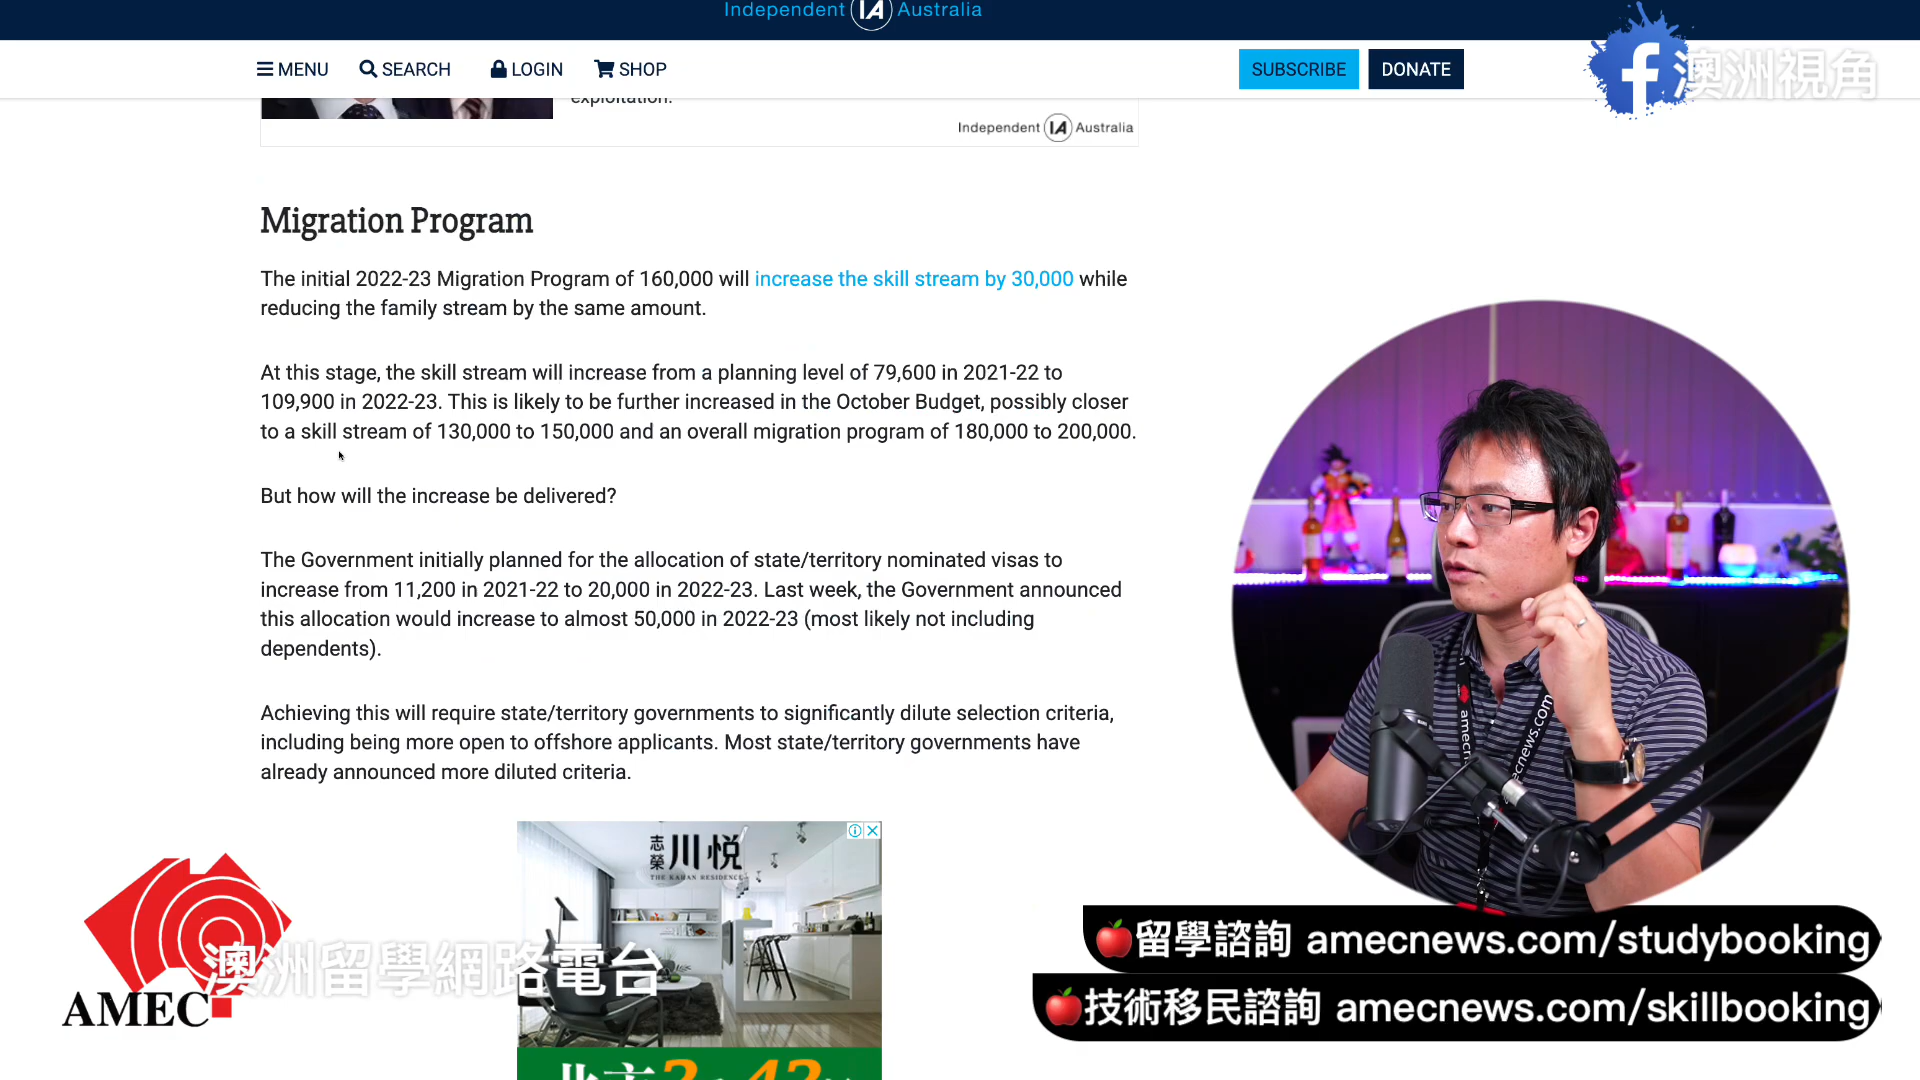 Independent IA Australia
MENU SEARCH LOGIN SHOP SUBSCRIBE DONATE
澳洲視角
exploitation.
Independent IA Australia
Migration Program
The initial 2022-23 Migration Program of 160,000 will increase the skill stream by 30,000 while
reducing the family stream by the same amount.
At this stage, the skill stream will increase from a planning level of 79,600 in 2021-22 to
109,900 in 2022-23. This is likely to be further increased in the October Budget, possibly closer
to a skill stream of 130,000 to 150,000 and an overall migration program of 180,000 to 200,000.
But how will the increase be delivered?
The Government initially planned for the allocation of state/territory nominated visas to
increase from 11,200 in 2021-22 to 20,000 in 2022-23. Last week, the Government announced
this allocation would increase to almost 50,000 in 2022-23 (most likely not including
dependents).
Achieving this will require state/territory governments to significantly dilute selection criteria,
including being more open to offshore applicants. Most state/territory governments have
already announced more diluted criteria.
amecnews.com
志榮 川悅
THE KAHAN RESIDENCE
澳洲留學網路電台
AMEC
留學諮詢 amecnews.com/studybooking
技術移民諮詢 amecnews.com/skillbooking